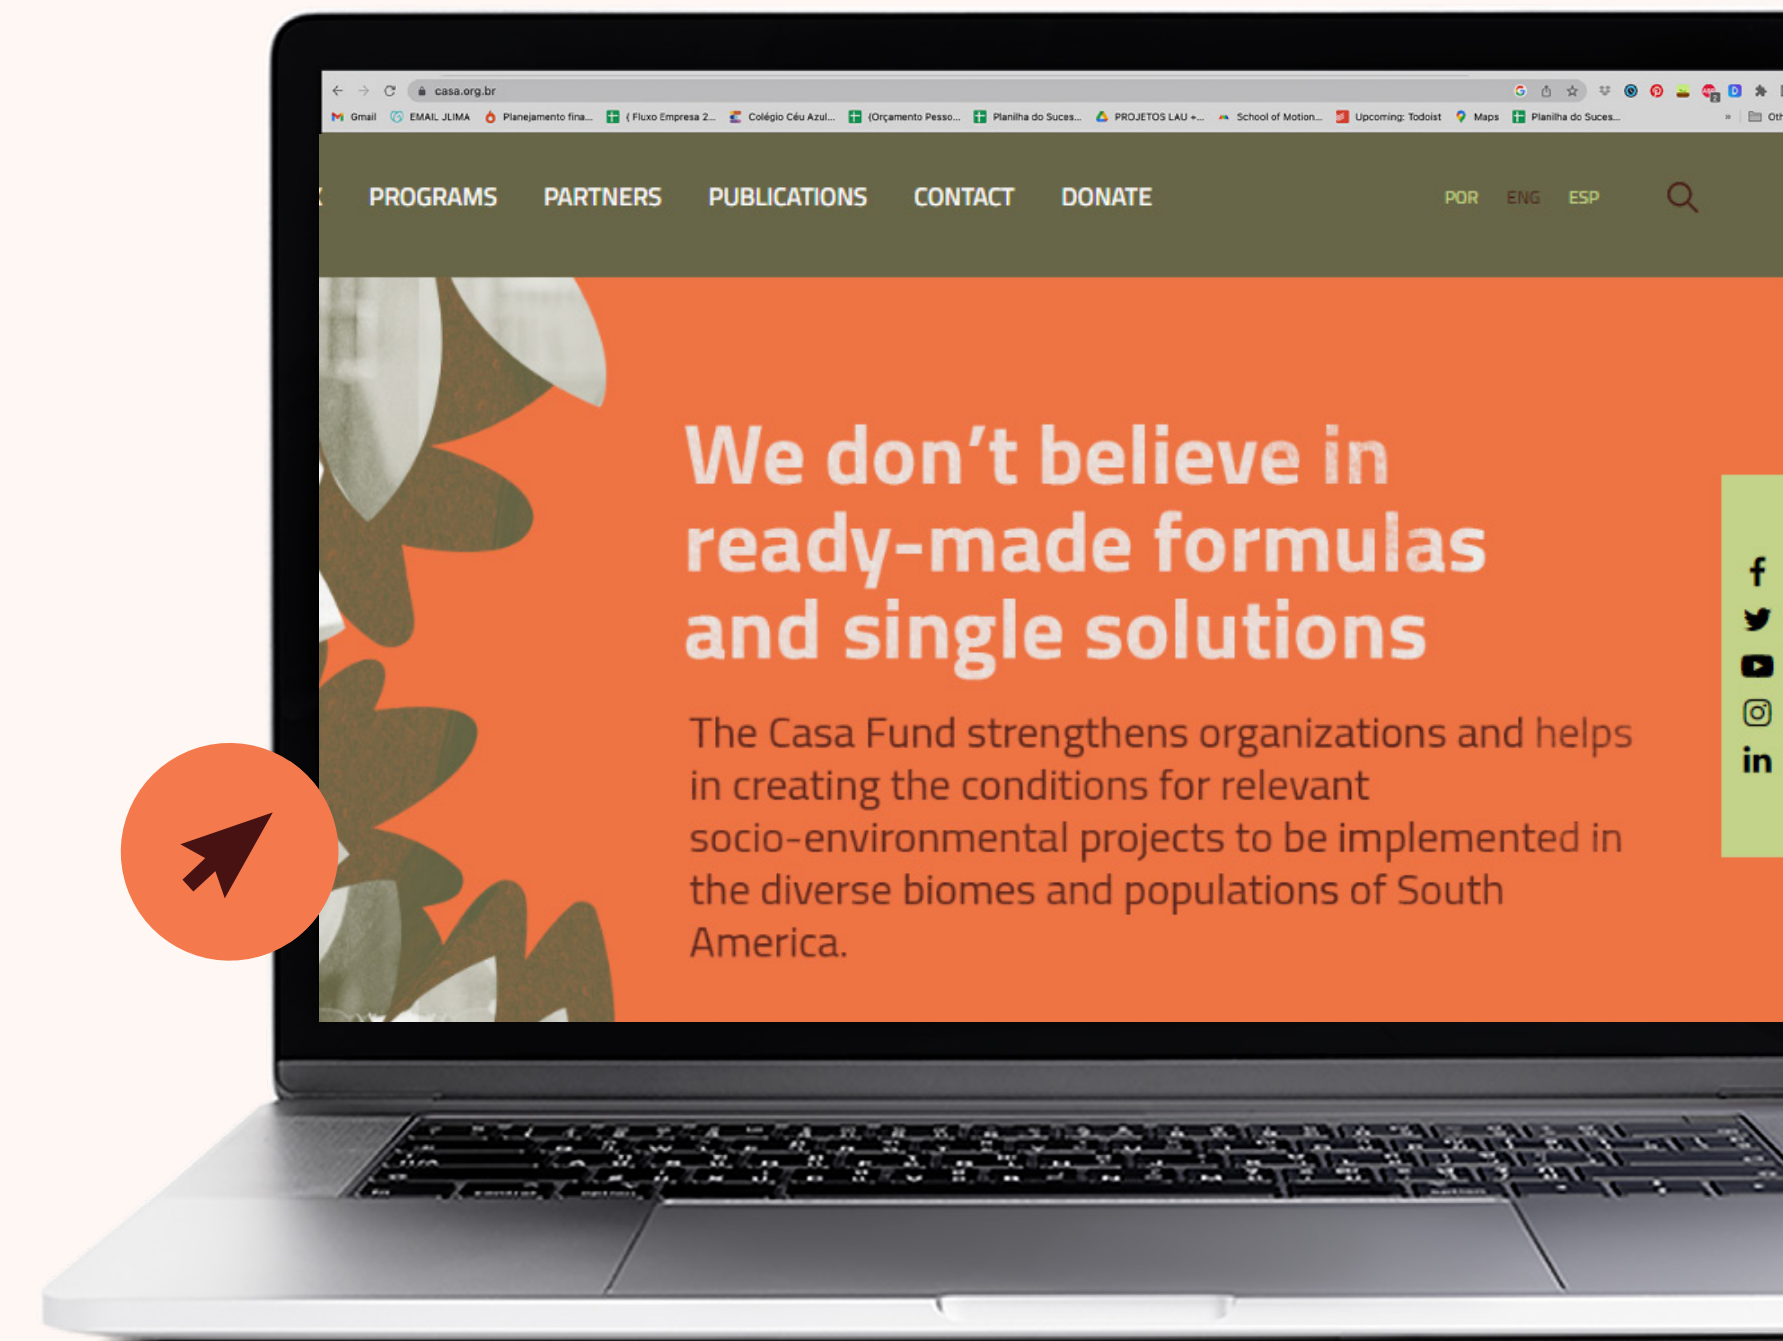 casa.org.br
Gmail EMAIL JLIMA Planejamento fina... ( Fluxo Empresa 2... Colégio Céu Azul... (Orçamento Pesso... Planilha do Suces... PROJETOS LAU +... School of Motion... Upcoming: Todoist Maps Planilha do Suces... » Oth
PROGRAMS PARTNERS PUBLICATIONS CONTACT DONATE POR ENG ESP
We don't believe in
ready-made formulas
and single solutions
The Casa Fund strengthens organizations and helps
in creating the conditions for relevant
socio-environmental projects to be implemented in
the diverse biomes and populations of South
America.